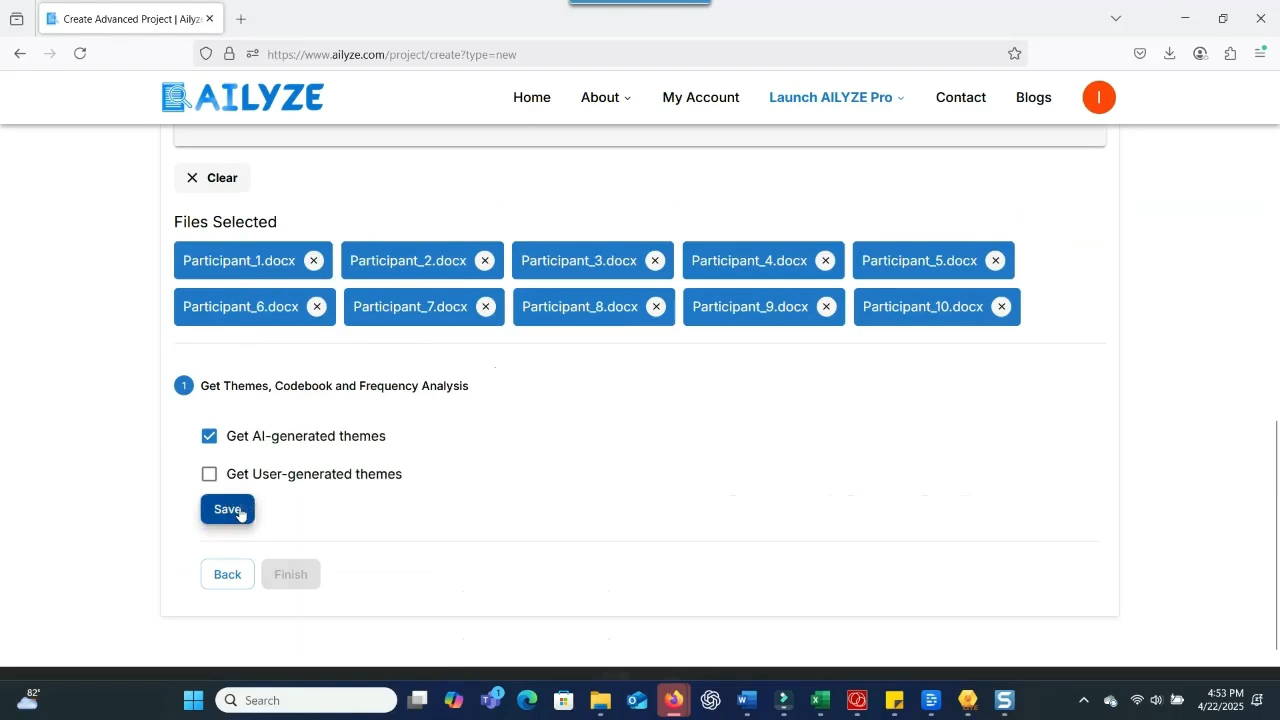 Create Advanced Project | Ailyze
https://www.ailyze.com/project/create?type=new
AILYZE
Home About My Account Launch AILYZE Pro Contact Blogs I
Clear
Files Selected
Participant_1.docx Participant_2.docx Participant_3.docx Participant_4.docx Participant_5.docx
Participant_6.docx Participant_7.docx Participant_8.docx Participant_9.docx Participant_10.docx
1 Get Themes, Codebook and Frequency Analysis
Get AI-generated themes
Get User-generated themes
Save
Back Finish
82°
Search
1
4:53 PM
4/22/2025